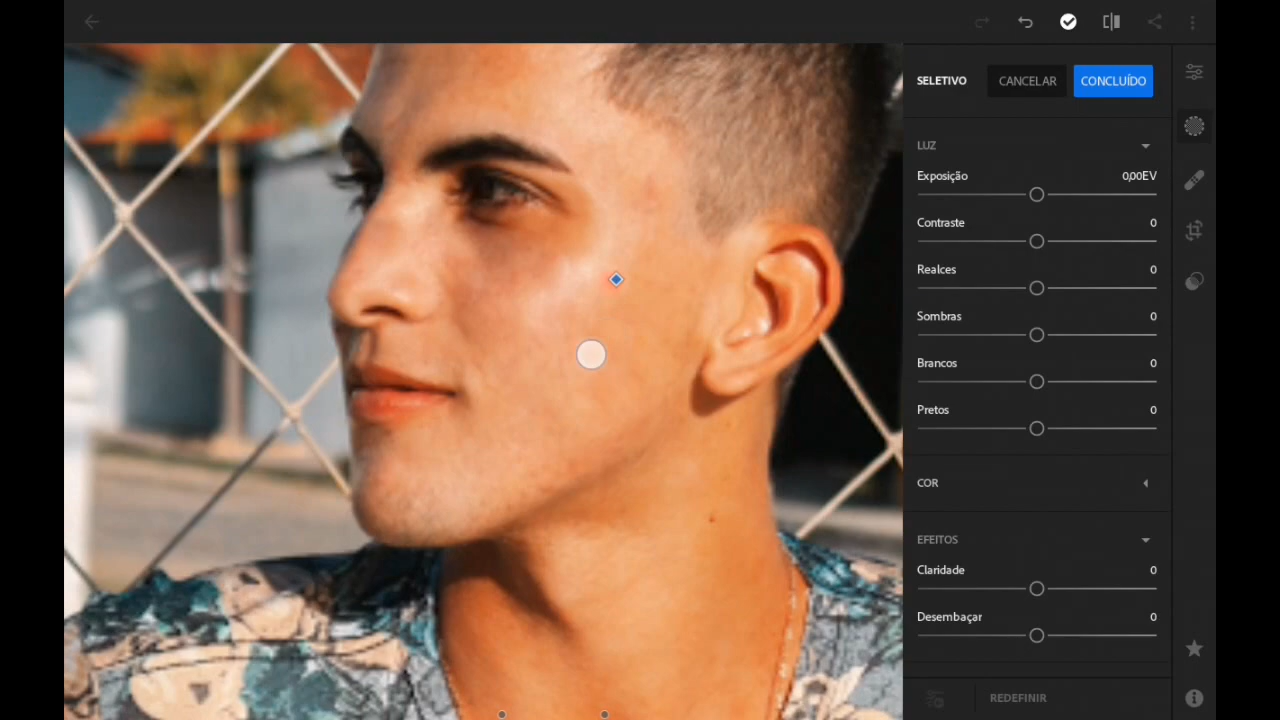 SELETIVO CANCELAR CONCLUÍDO
LUZ
Exposição 0,00EV
Contraste 0
Realces 0
Sombras 0
Brancos 0
Pretos 0
COR
EFEITOS
Claridade 0
Desembaçar 0
REDEFINIR